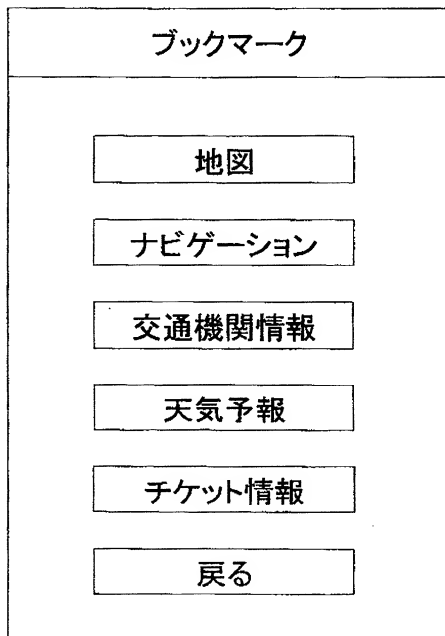 ブックマーク
地図
ナビゲーション
交通機関情報
天気予報
チケット情報
戻る